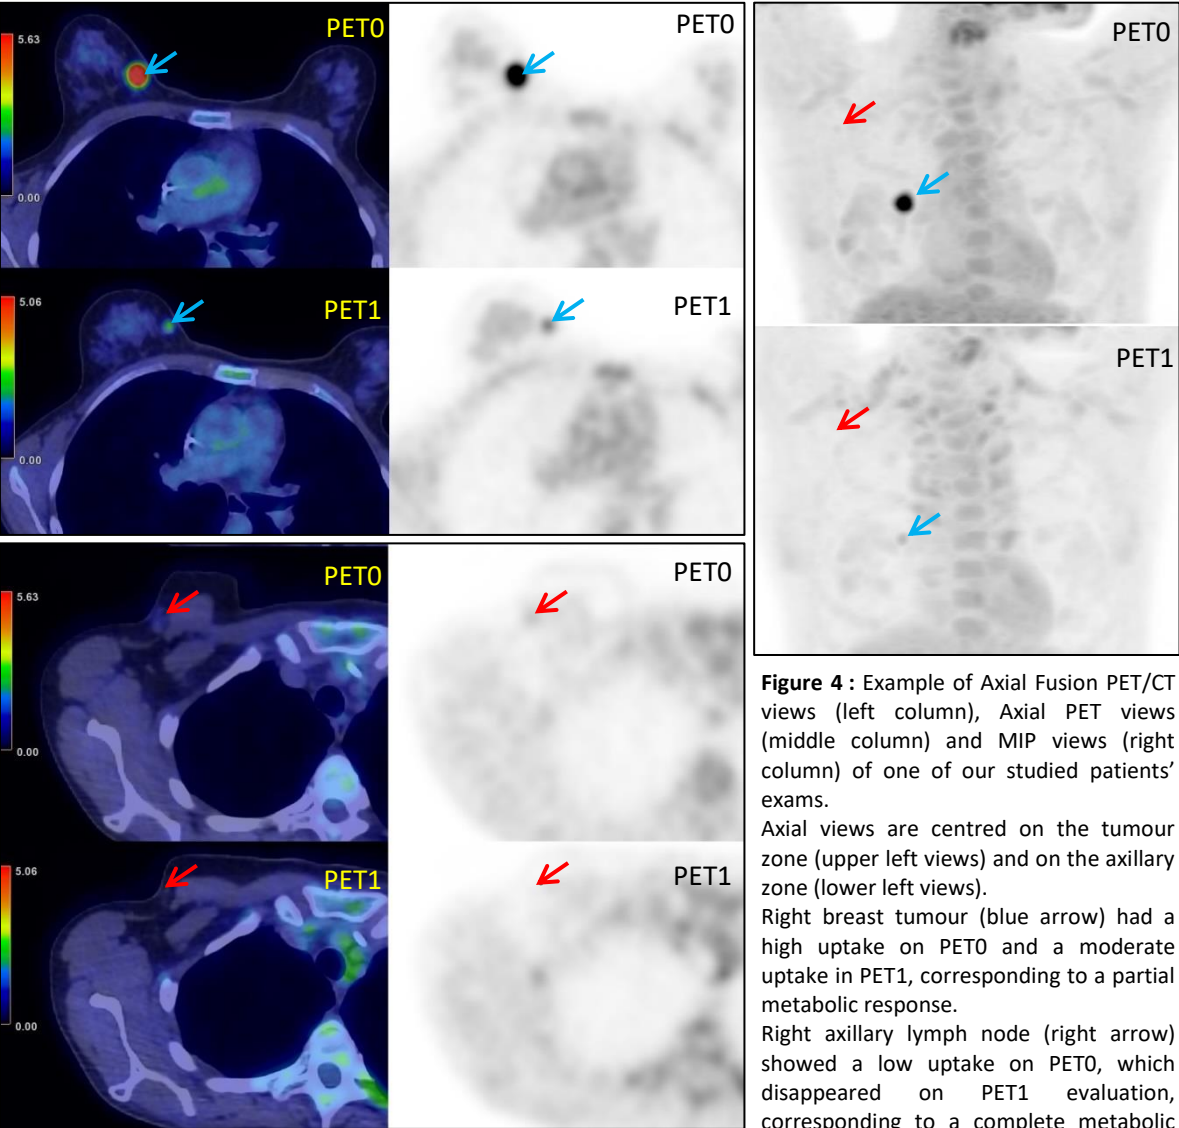 5.63
PET0
PET0
0.00
5.06
PET1
PET1
0.00
5.63
PET0
PET0
0.00
5.06
PET1
PET1
0.00
PET0
PET1
Figure 4 : Example of Axial Fusion PET/CT
views (left column), Axial PET views
(middle column) and MIP views (right
column) of one of our studied patients’
exams.
Axial views are centred on the tumour
zone (upper left views) and on the axillary
zone (lower left views).
Right breast tumour (blue arrow) had a
high uptake on PET0 and a moderate
uptake in PET1, corresponding to a partial
metabolic response.
Right axillary lymph node (right arrow)
showed a low uptake on PET0, which
disappeared on PET1 evaluation,
corresponding to a complete metabolic